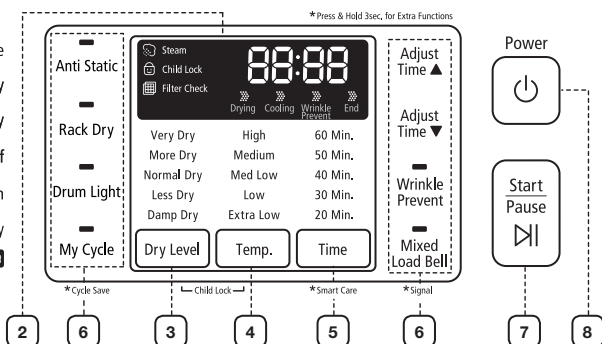 *Press & Hold 3sec. for Extra Functions
Anti Static
Rack Dry
Drum Light
My Cycle
Steam
Child Lock
Filter Check
88:88
Drying Cooling Wrinkle Prevent End
Very Dry High 60 Min.
More Dry Medium 50 Min.
Normal Dry Med Low 40 Min.
Less Dry Low 30 Min.
Damp Dry Extra Low 20 Min.
Dry Level Temp. Time
Adjust
Time ▲
Adjust
Time ▼
Wrinkle
Prevent
Mixed
Load Bell
Power
Start
Pause
*Cycle Save Child Lock *Smart Care *Signal
2 6 3 4 5 6 7 8